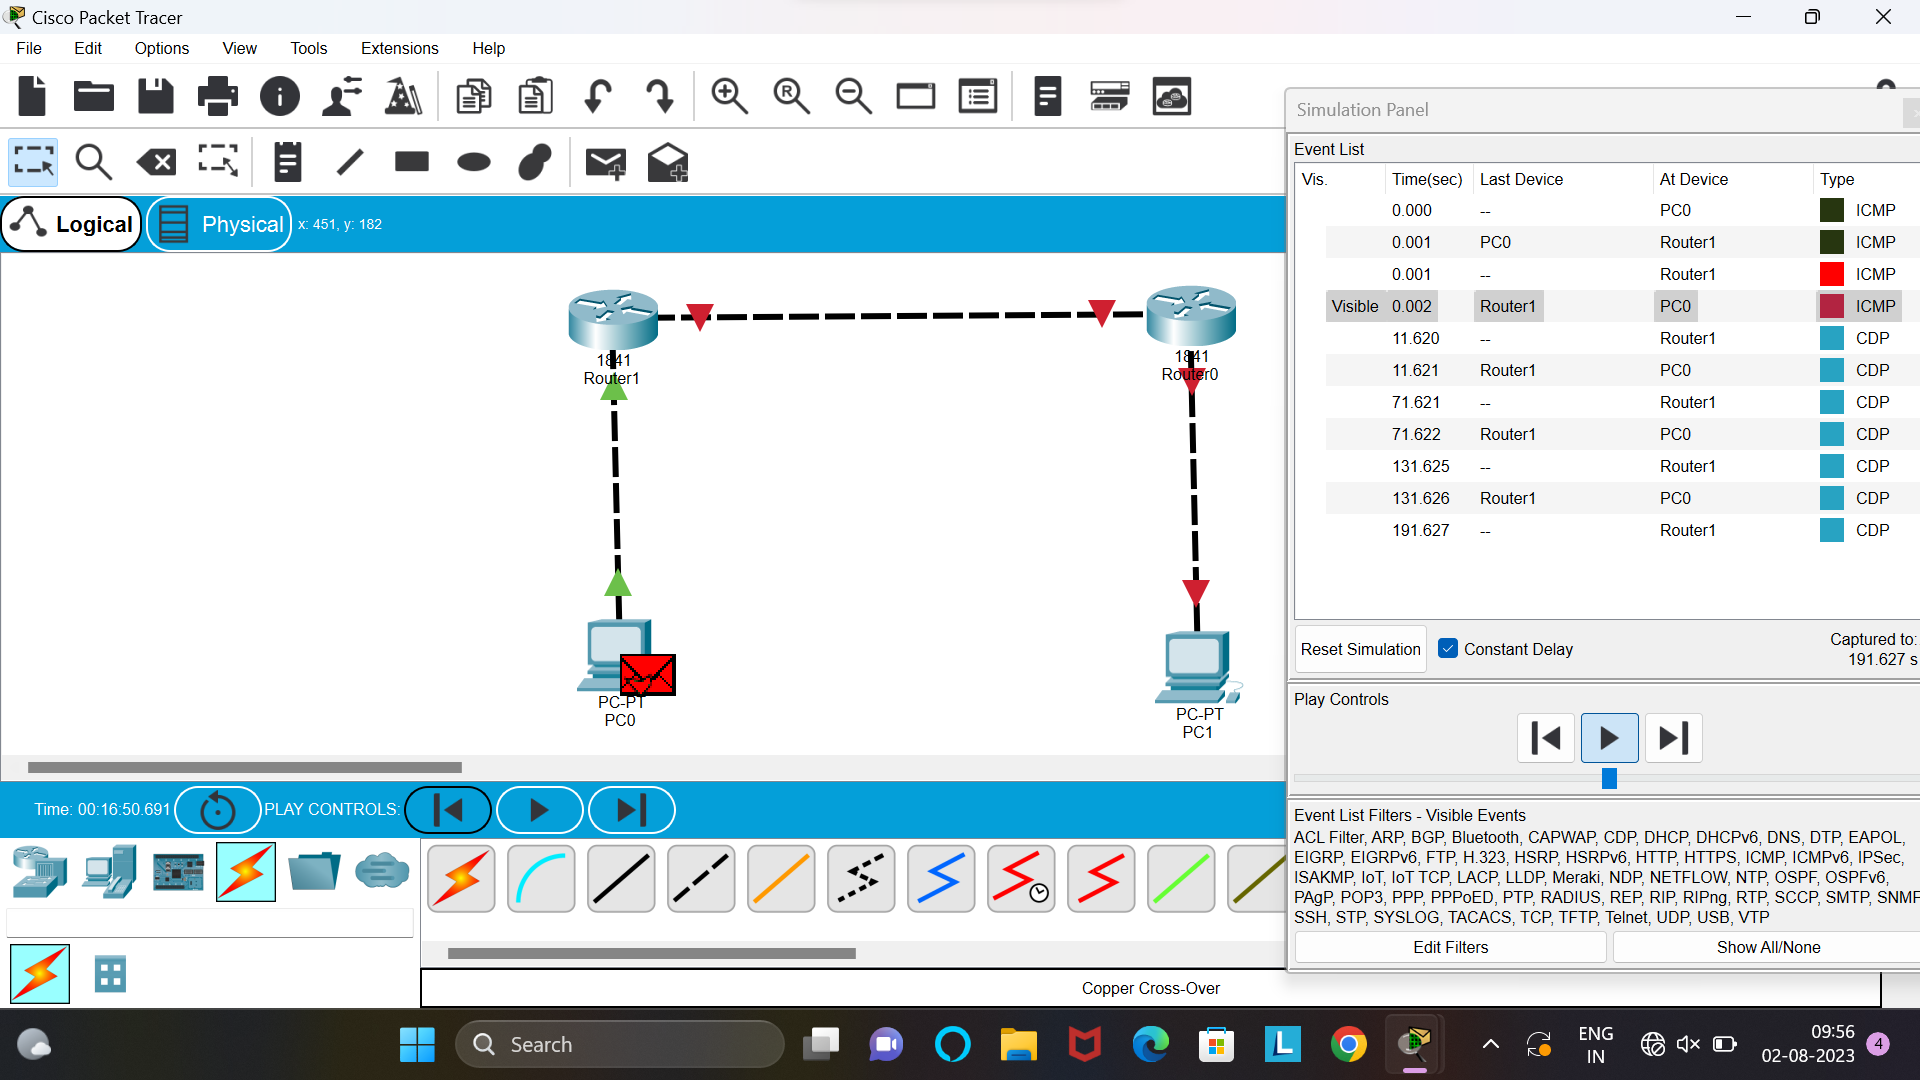 Cisco Packet Tracer
File Edit Options View Tools Extensions Help
Logical Physical x: 451, y: 182
1841
Router1
1841
Router0
PC-PT
PC0
PC-PT
PC1
Simulation Panel
Event List
Vis. Time(sec) Last Device At Device Type
0.000 -- PC0 ICMP
0.001 PC0 Router1 ICMP
0.001 -- Router1 ICMP
Visible 0.002 Router1 PC0 ICMP
11.620 -- Router1 CDP
11.621 Router1 PC0 CDP
71.621 -- Router1 CDP
71.622 Router1 PC0 CDP
131.625 -- Router1 CDP
131.626 Router1 PC0 CDP
191.627 -- Router1 CDP
Reset Simulation Constant Delay Captured to:
191.627 s
Play Controls
Event List Filters - Visible Events
ACL Filter, ARP, BGP, Bluetooth, CAPWAP, CDP, DHCP, DHCPv6, DNS, DTP, EAPOL,
EIGRP, EIGRPv6, FTP, H.323, HSRP, HSRPv6, HTTP, HTTPS, ICMP, ICMPv6, IPSec,
ISAKMP, IoT, IoT TCP, LACP, LLDP, Meraki, NDP, NETFLOW, NTP, OSPF, OSPFv6,
PAgP, POP3, PPP, PPPoED, PTP, RADIUS, REP, RIP, RIPng, RTP, SCCP, SMTP, SNMP
SSH, STP, SYSLOG, TACACS, TCP, TFTP, Telnet, UDP, USB, VTP
Edit Filters Show All/None
Time: 00:16:50.691 PLAY CONTROLS:
Copper Cross-Over
Search
ENG
IN
09:56
02-08-2023
4